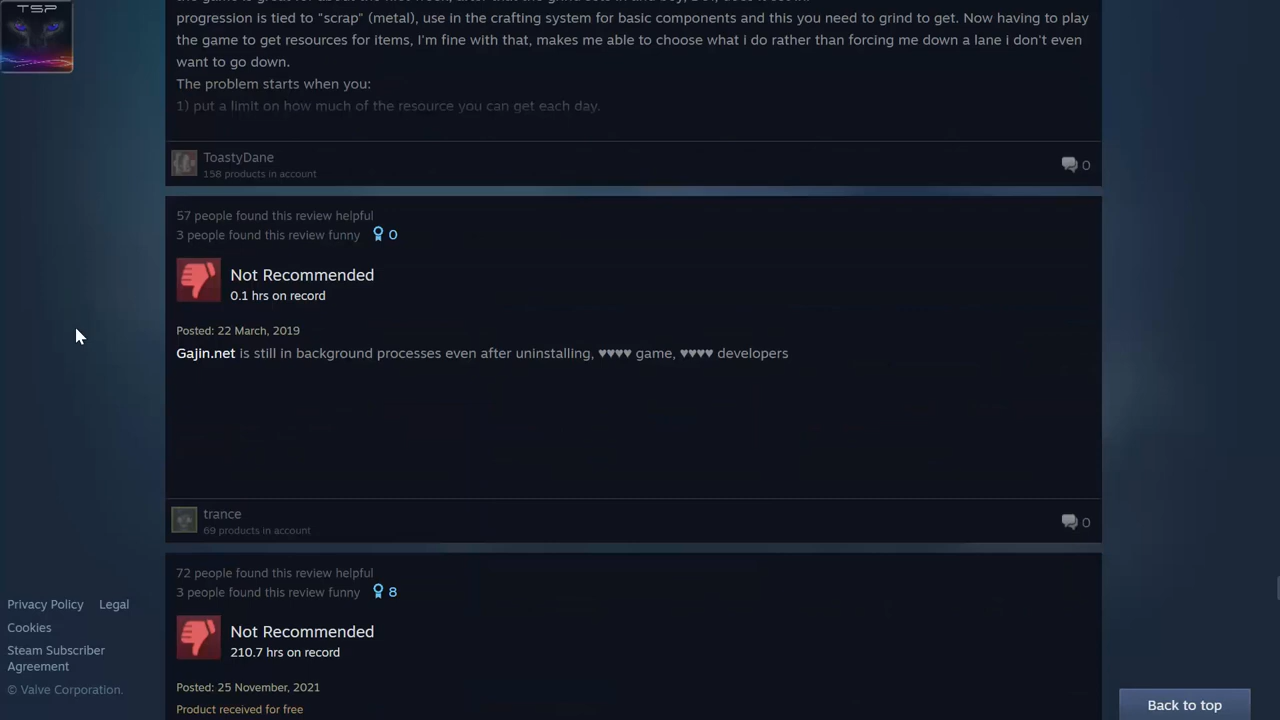 TSP
progression is tied to "scrap" (metal), use in the crafting system for basic components and this you need to grind to get. Now having to play
the game to get resources for items, I'm fine with that, makes me able to choose what i do rather than forcing me down a lane i don't even
want to go down.
The problem starts when you:
1) put a limit on how much of the resource you can get each day.
ToastyDane
158 products in account
0
57 people found this review helpful
3 people found this review funny 0
Not Recommended
0.1 hrs on record
Posted: 22 March, 2019
Gajin.net is still in background processes even after uninstalling, ♥♥♥♥ game, ♥♥♥♥ developers
trance
69 products in account
0
72 people found this review helpful
3 people found this review funny 8
Not Recommended
210.7 hrs on record
Posted: 25 November, 2021
Product received for free
Privacy Policy Legal
Cookies
Steam Subscriber
Agreement
© Valve Corporation.
Back to top